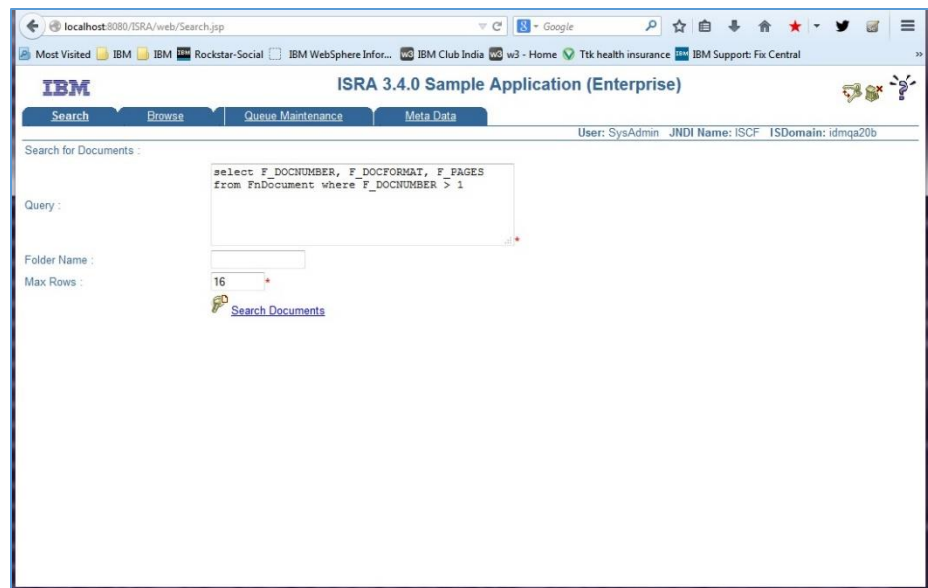 localhost:8080/ISRA/web/Search.jsp
Google
Most Visited IBM IBM Rockstar-Social IBM WebSphere Infor... IBM Club India w3 - Home Ttk health insurance IBM Support: Fix Central »
IBM
ISRA 3.4.0 Sample Application (Enterprise)
Search Browse Queue Maintenance Meta Data
User: SysAdmin JNDI Name: ISCF ISDomain: idmqa20b
Search for Documents :
Query :
select F_DOCNUMBER, F_DOCFORMAT, F_PAGES
from FnDocument where F_DOCNUMBER > 1
*
Folder Name :
Max Rows : 16 *
Search Documents